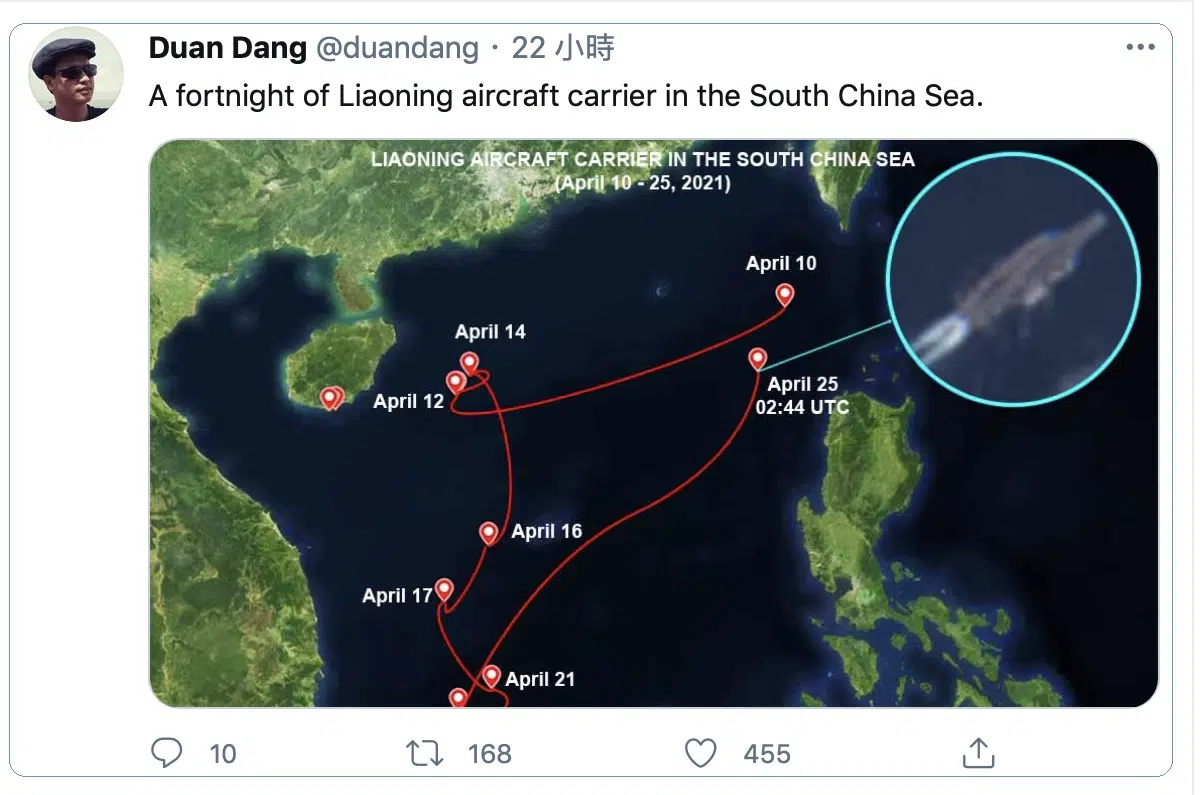 Duan Dang @duandang · 22 小時
A fortnight of Liaoning aircraft carrier in the South China Sea.
LIAONING AIRCRAFT CARRIER IN THE SOUTH CHINA SEA
(April 10 - 25, 2021)
April 10
April 14
April 25
02:44 UTC
April 12
April 16
April 17
April 21
10
168
455